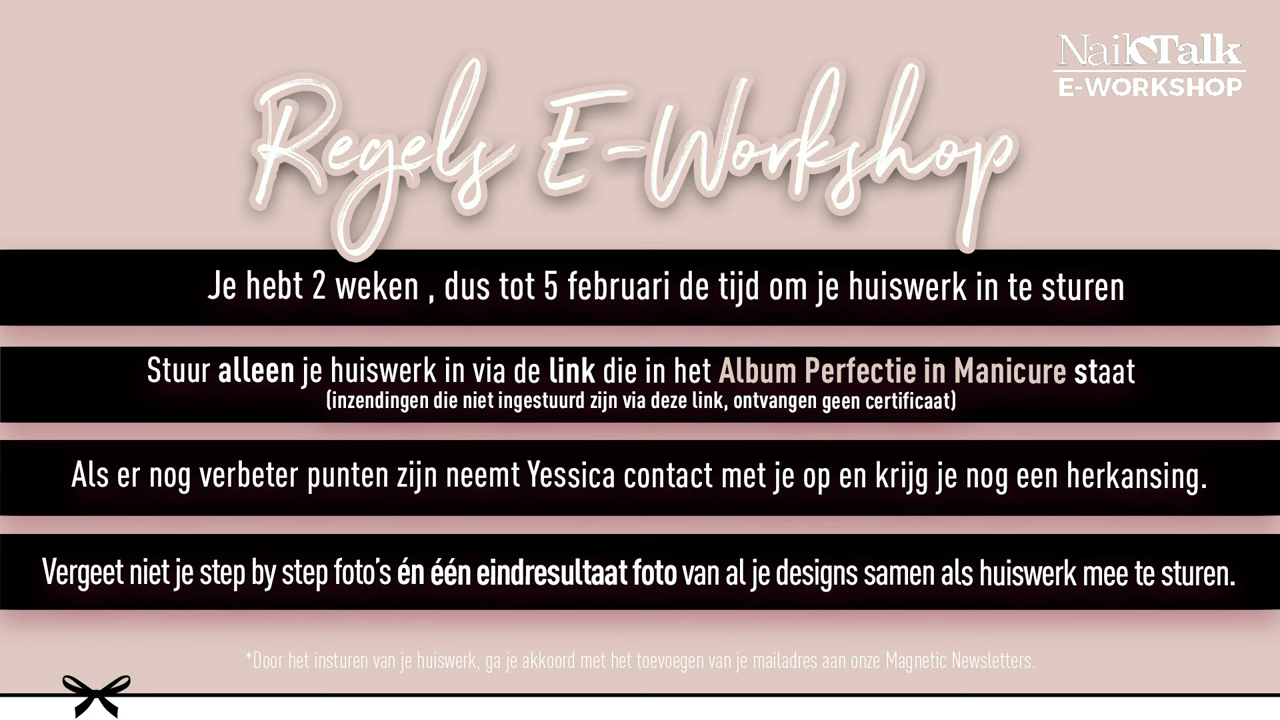 NailsTalk
E-WORKSHOP
Regels E-Workshop
Je hebt 2 weken , dus tot 5 februari de tijd om je huiswerk in te sturen
Stuur alleen je huiswerk in via de link die in het Album Perfectie in Manicure staat
(inzendingen die niet ingestuurd zijn via deze link, ontvangen geen certificaat)
Als er nog verbeter punten zijn neemt Yessica contact met je op en krijg je nog een herkansing.
Vergeet niet je step by step foto's én één eindresultaat foto van al je designs samen als huiswerk mee te sturen.
*Door het insturen van je huiswerk, ga je akkoord met het toevoegen van je mailadres aan onze Magnetic Newsletters.